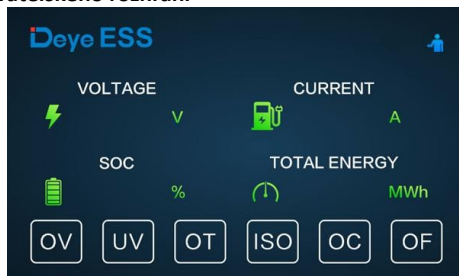 Deye ESS
VOLTAGE CURRENT
V A
SOC TOTAL ENERGY
% MWh
OV UV OT ISO OC OF